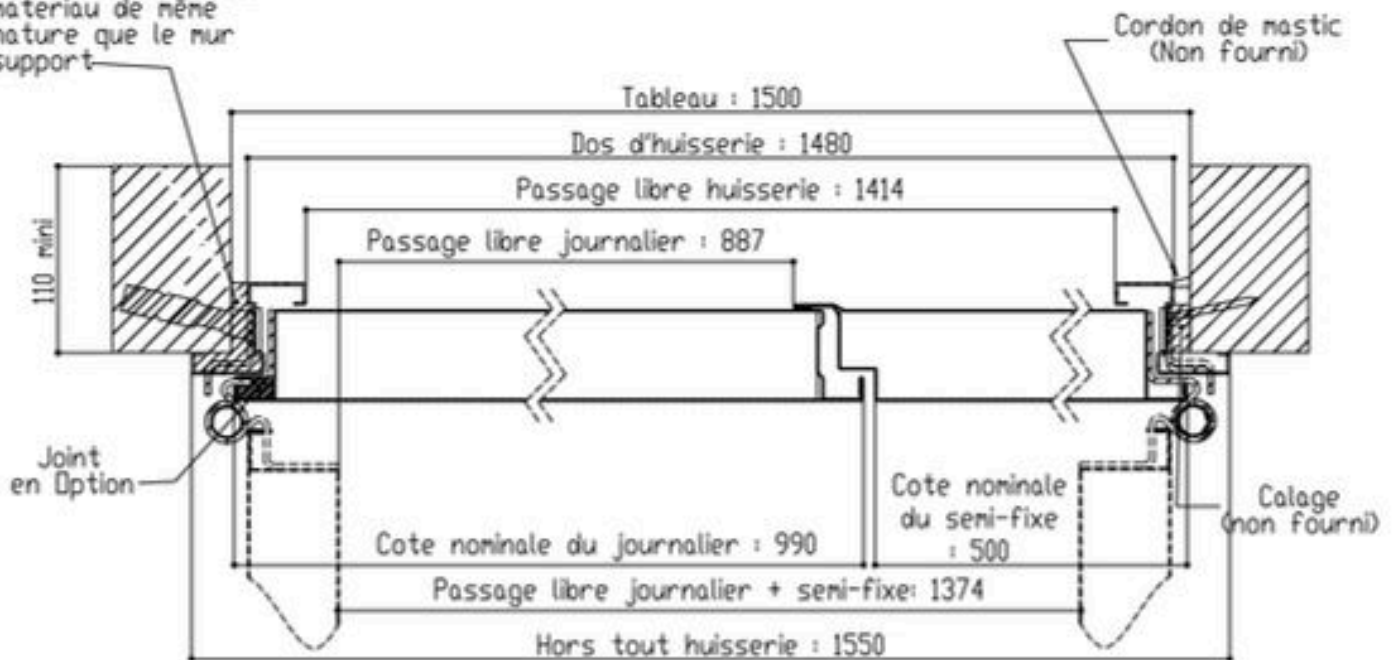 matériau de même
nature que le mur
support
Cordon de mastic
(Non fourni)
Tableau : 1500
Dos d'huisserie : 1480
Passage libre huisserie : 1414
Passage libre journalier : 887
110 mini
Joint
en Option
Cote nominale
du semi-fixe
: 500
Calage
(non fourni)
Cote nominale du journalier : 990
Passage libre journalier + semi-fixe: 1374
Hors tout huisserie : 1550